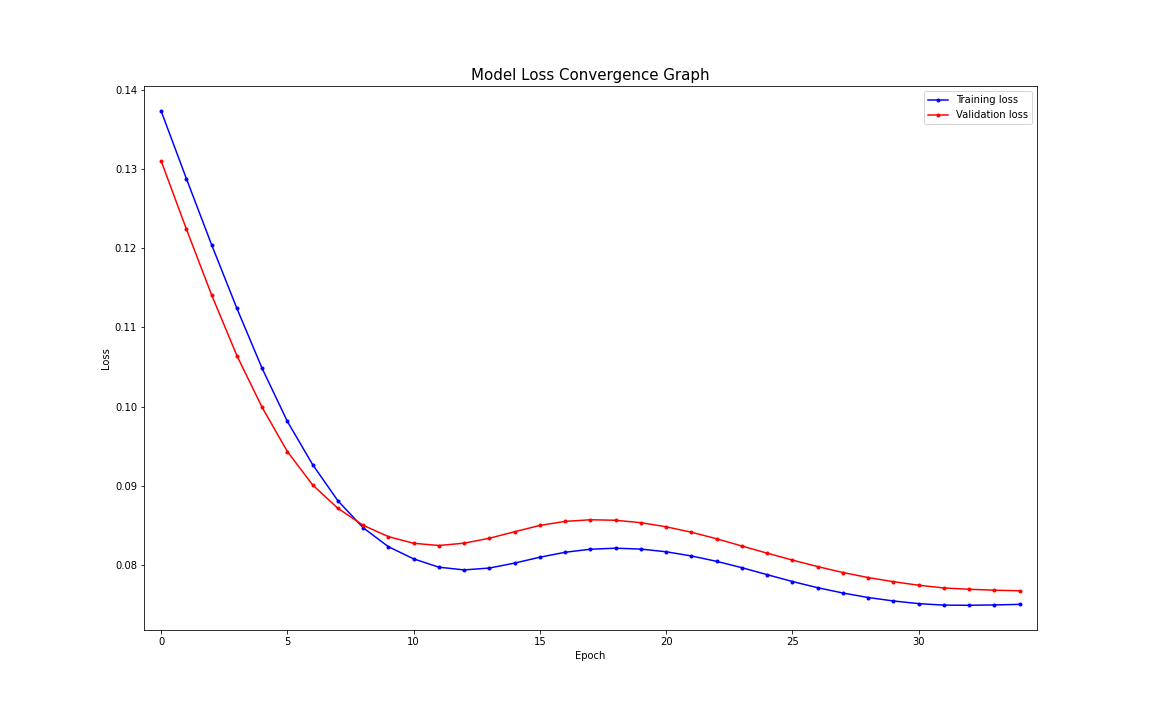 Model Loss Convergence Graph
Training loss
Validation loss
0.14
0.13
0.12
0.11
0.10
0.09
0.08
Loss
0 5 10 15 20 25 30
Epoch